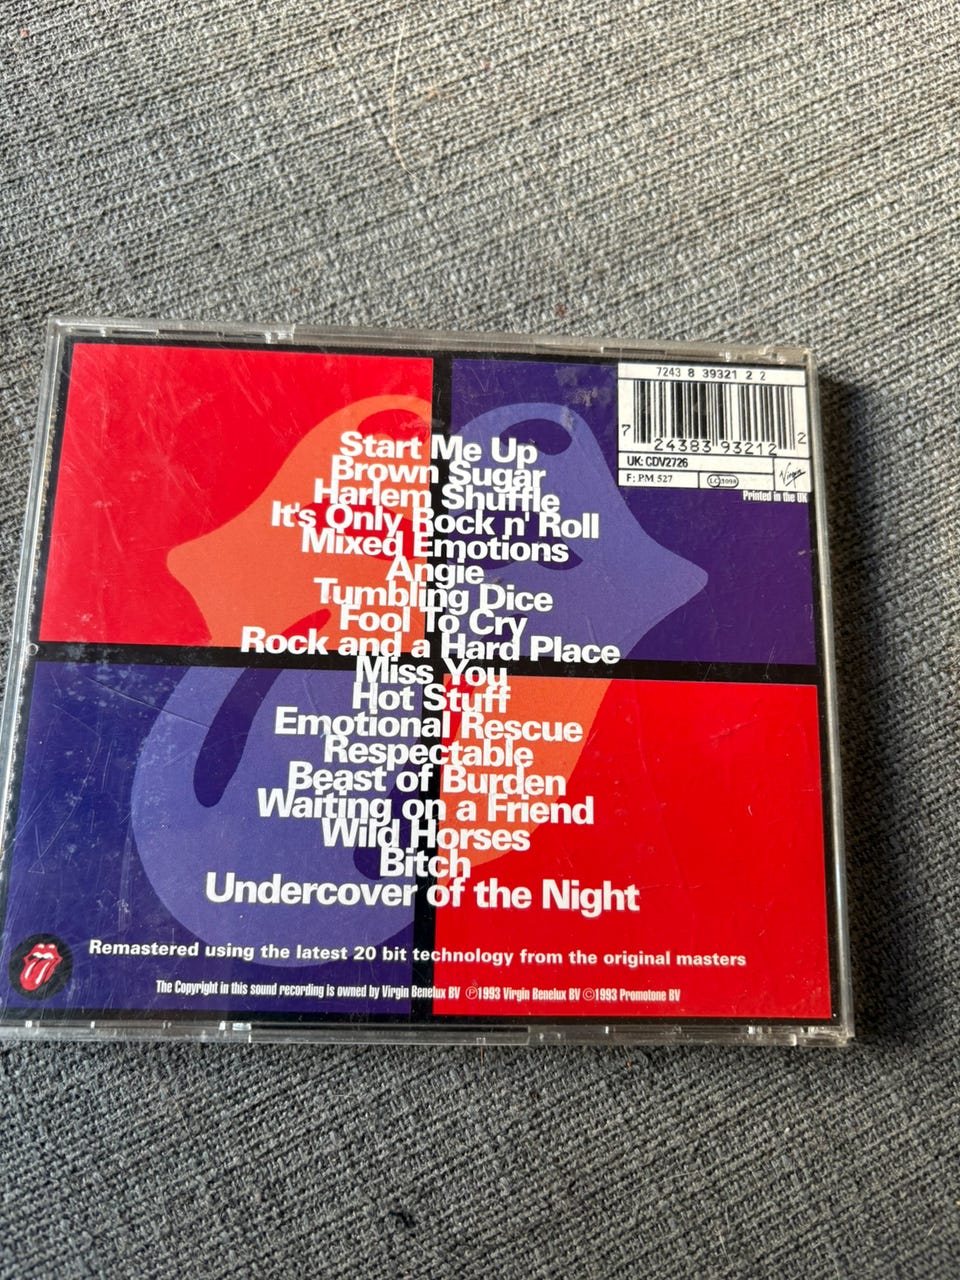 7243 8 39321 2 2
7 24383 93212 2
UK: CDV2726
F: PM 527
LC 3098
Virgin
Printed in the UK
Start Me Up
Brown Sugar
Harlem Shuffle
It's Only Rock n' Roll
Mixed Emotions
Angie
Tumbling Dice
Fool To Cry
Rock and a Hard Place
Miss You
Hot Stuff
Emotional Rescue
Respectable
Beast of Burden
Waiting on a Friend
Wild Horses
Bitch
Undercover of the Night
Remastered using the latest 20 bit technology from the original masters
The Copyright in this sound recording is owned by Virgin Benelux BV ℗1993 Virgin Benelux BV ©1993 Promotone BV